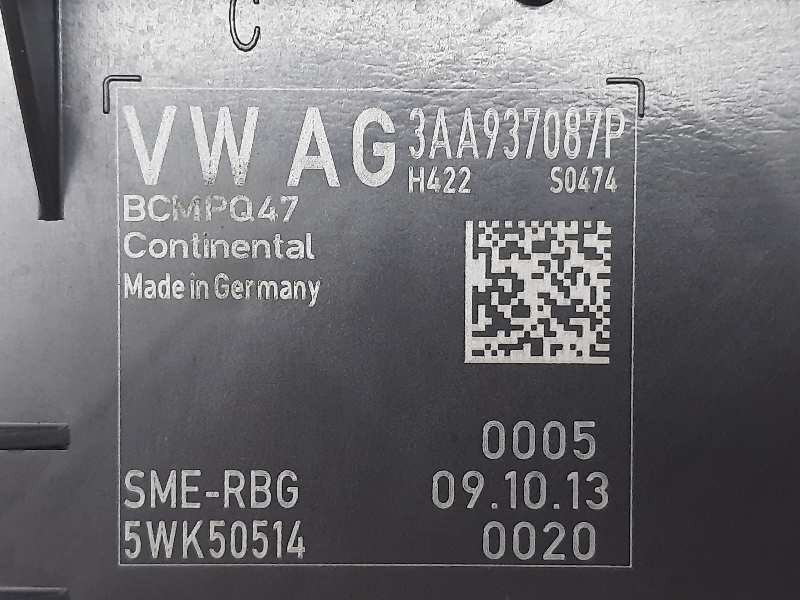 C
VW AG 3AA937087P
H422 S0474
BCMPQ47
Continental
Made in Germany
0005
SME-RBG 09.10.13
5WK50514 0020